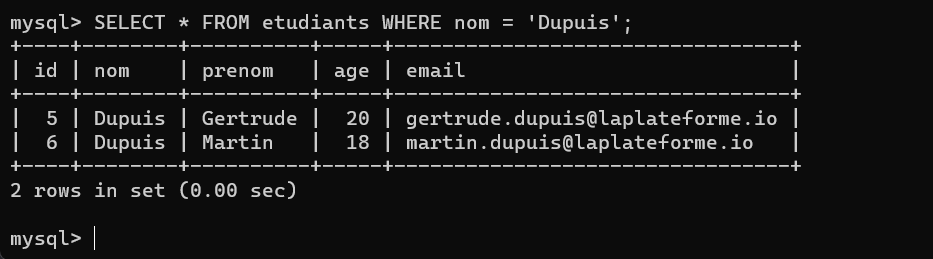 mysql> SELECT * FROM etudiants WHERE nom = 'Dupuis';
+----+--------+----------+-----+--------------------------------+
| id | nom    | prenom   | age | email                          |
+----+--------+----------+-----+--------------------------------+
|  5 | Dupuis | Gertrude |  20 | gertrude.dupuis@laplateforme.io |
|  6 | Dupuis | Martin   |  18 | martin.dupuis@laplateforme.io   |
+----+--------+----------+-----+--------------------------------+
2 rows in set (0.00 sec)
mysql>